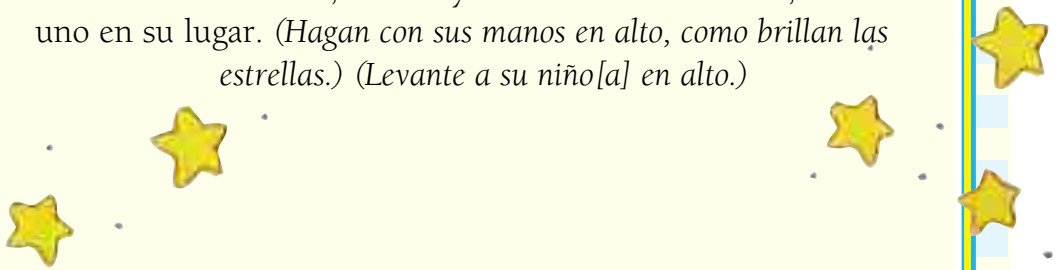 uno en su lugar. (Hagan con sus manos en alto, como brillan las
estrellas.) (Levante a su niño[a] en alto.)